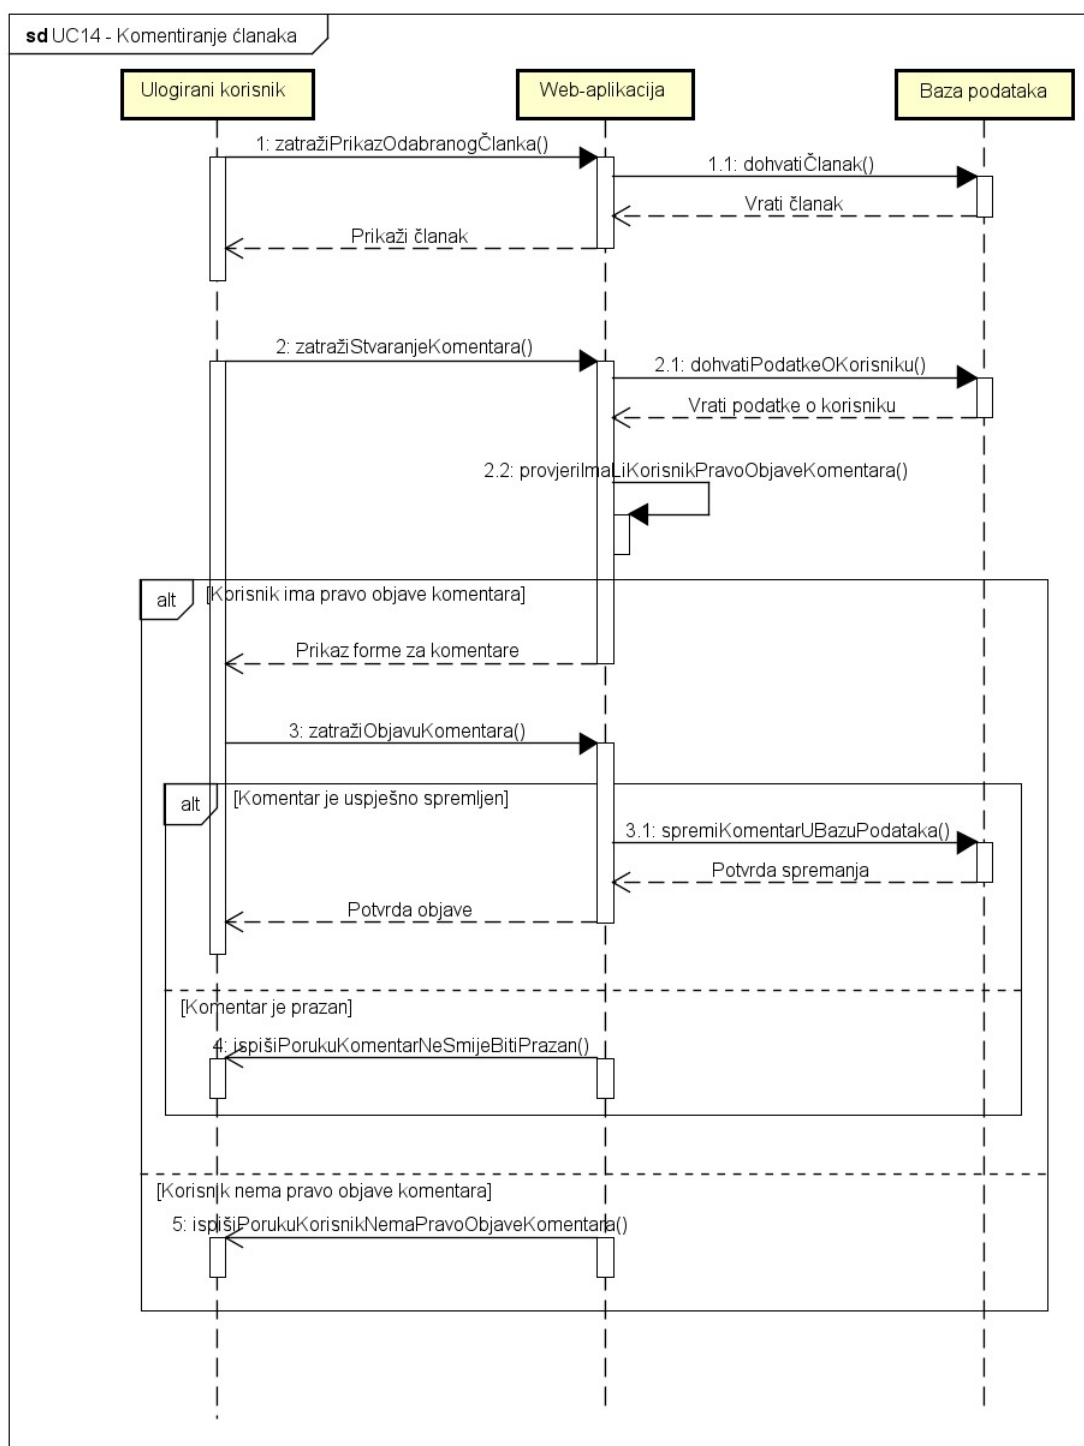 sd UC14 - Komentiranje ćlanaka
Ulogirani korisnik
Web-aplikacija
Baza podataka
1: zatražiPrikazOdabranogČlanka()
1.1: dohvatiČlanak()
Vrati članak
Prikaži članak
2: zatražiStvaranjeKomentara()
2.1: dohvatiPodatkeOKorisniku()
Vrati podatke o korisniku
2.2: provjeriImaLiKorisnikPravoObjaveKomentara()
alt
[Korisnik ima pravo objave komentara]
Prikaz forme za komentare
3: zatražiObjavuKomentara()
alt
[Komentar je uspješno spremljen]
3.1: spremiKomentarUBazuPodataka()
Potvrda spremanja
Potvrda objave
[Komentar je prazan]
4: ispišiPorukuKomentarNeSmijeBitiPrazan()
[Korisnik nema pravo objave komentara]
5: ispišiPorukuKorisnikNemaPravoObjaveKomentara()